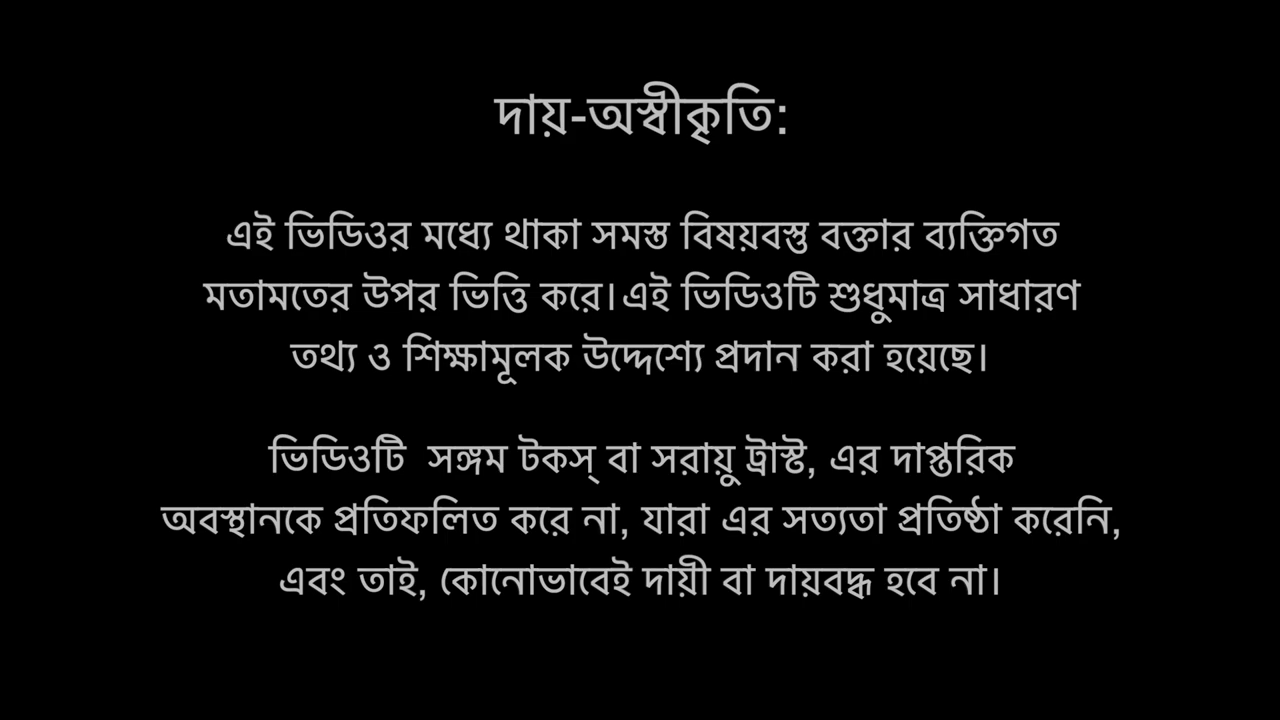 দায়-অস্বীকৃতি:
এই ভিডিওর মধ্যে থাকা সমস্ত বিষয়বস্তু বক্তার ব্যক্তিগত
মতামতের উপর ভিত্তি করে। এই ভিডিওটি শুধুমাত্র সাধারণ
তথ্য ও শিক্ষামূলক উদ্দেশ্যে প্রদান করা হয়েছে।
ভিডিওটি সঙ্গম টকস্ বা সরায়ু ট্রাস্ট, এর দাপ্তরিক
অবস্থানকে প্রতিফলিত করে না, যারা এর সত্যতা প্রতিষ্ঠা করেনি,
এবং তাই, কোনোভাবেই দায়ী বা দায়বদ্ধ হবে না।